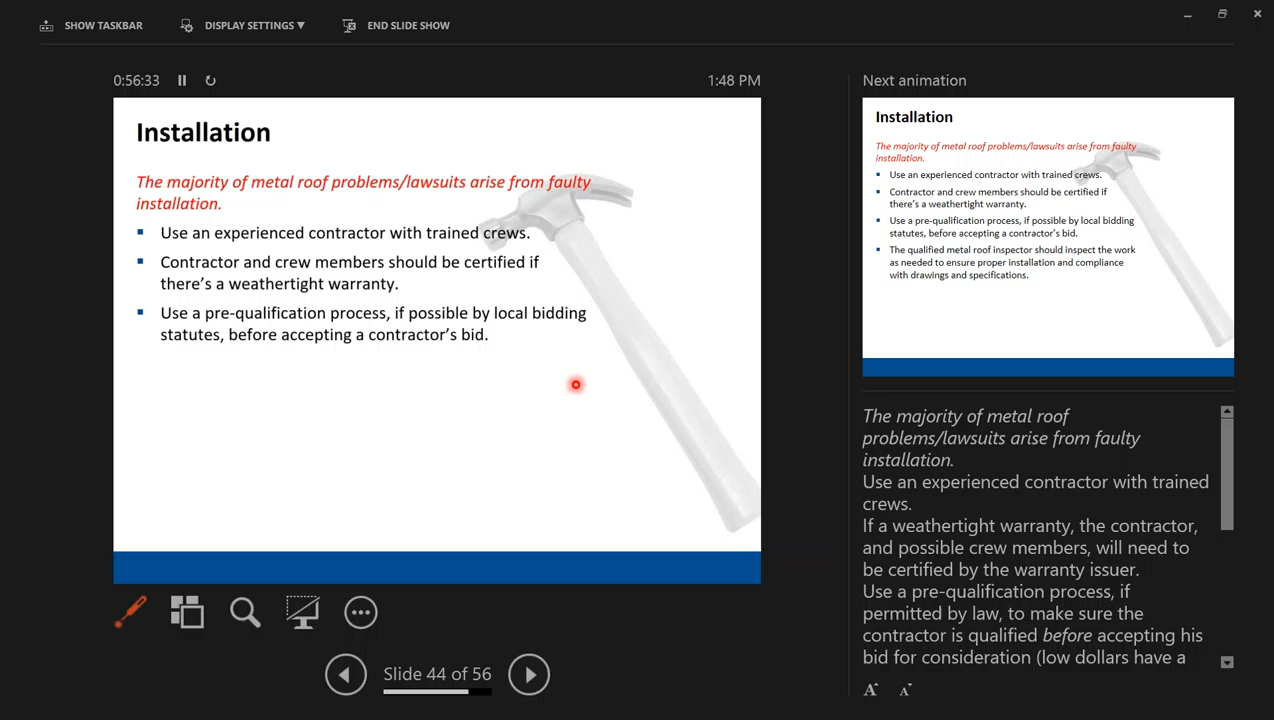 SHOW TASKBAR
DISPLAY SETTINGS ▼
END SLIDE SHOW
0:56:33
1:48 PM
Installation
The majority of metal roof problems/lawsuits arise from faulty
installation.
▪ Use an experienced contractor with trained crews.
▪ Contractor and crew members should be certified if
there's a weathertight warranty.
▪ Use a pre-qualification process, if possible by local bidding
statutes, before accepting a contractor's bid.
Slide 44 of 56
Next animation
Installation
The majority of metal roof problems/lawsuits arise from faulty
installation.
▪ Use an experienced contractor with trained crews.
▪ Contractor and crew members should be certified if
there's a weathertight warranty.
▪ Use a pre-qualification process, if possible by local bidding
statutes, before accepting a contractor's bid.
▪ The qualified metal roof inspector should inspect the work
as needed to ensure proper installation and compliance
with drawings and specifications.
The majority of metal roof
problems/lawsuits arise from faulty
installation.
Use an experienced contractor with trained
crews.
If a weathertight warranty, the contractor,
and possible crew members, will need to
be certified by the warranty issuer.
Use a pre-qualification process, if
permitted by law, to make sure the
contractor is qualified before accepting his
bid for consideration (low dollars have a
A A